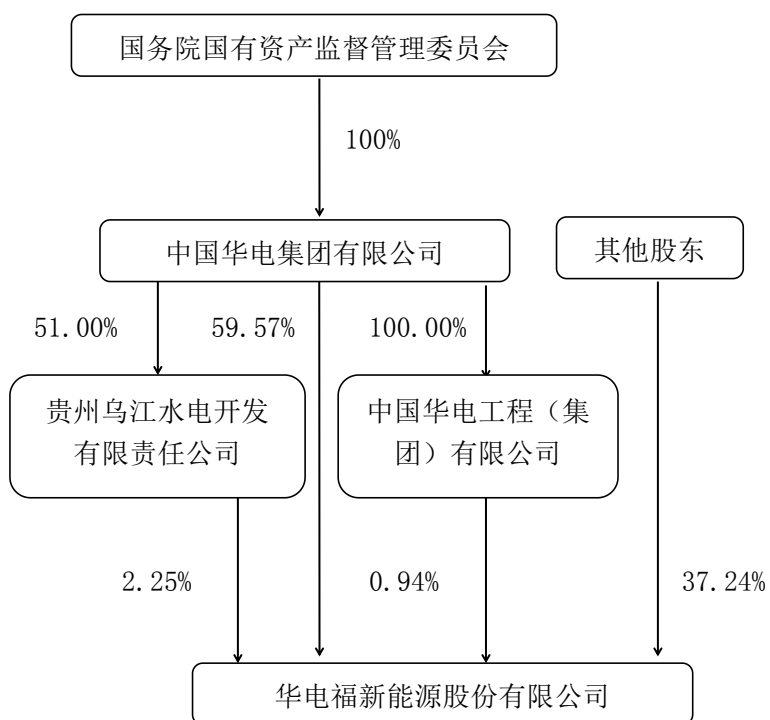 国务院国有资产监督管理委员会
100%
中国华电集团有限公司
其他股东
51.00%
59.57%
100.00%
贵州乌江水电开发
有限责任公司
中国华电工程（集
团）有限公司
2.25%
0.94%
37.24%
华电福新能源股份有限公司